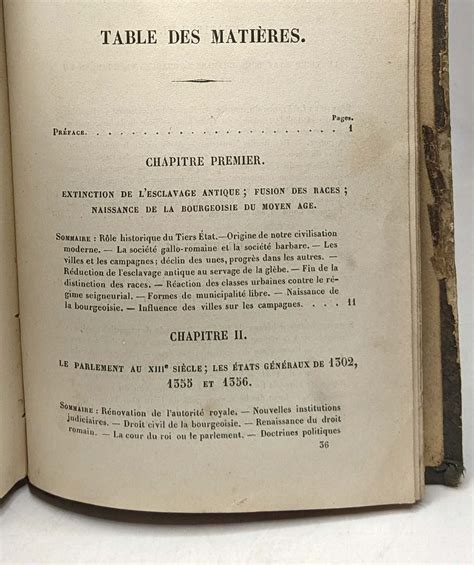 TABLE DES MATIÈRES.
Pages.
PRÉFACE. . . . . . . . . . . . . . . . . . . . . 1
CHAPITRE PREMIER.
EXTINCTION DE L'ESCLAVAGE ANTIQUE ; FUSION DES RACES ;
NAISSANCE DE LA BOURGEOISIE DU MOYEN AGE.
SOMMAIRE : Rôle historique du Tiers État.—Origine de notre civilisation
moderne. — La société gallo-romaine et la société barbare. — Les
villes et les campagnes; déclin des unes, progrès dans les autres. —
Réduction de l'esclavage antique au servage de la glèbe. — Fin de la
distinction des races. — Réaction des classes urbaines contre le ré-
gime seigneurial. — Formes de municipalité libre. — Naissance de
la bourgeoisie. — Influence des villes sur les campagnes. . . . 11
CHAPITRE II.
LE PARLEMENT AU XIIIe SIÈCLE ; LES ÉTATS GÉNÉRAUX DE 1302,
1355 ET 1356.
SOMMAIRE : Rénovation de l'autorité royale. — Nouvelles institutions
judiciaires. — Droit civil de la bourgeoisie. — Renaissance du droit
romain. — La cour du roi ou le parlement. — Doctrines politiques
36